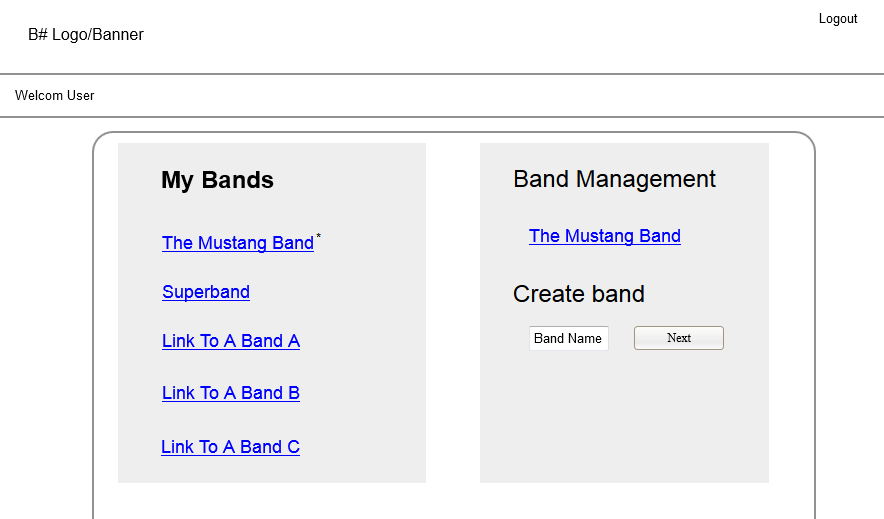 B# Logo/Banner
Logout
Welcom User
My Bands
The Mustang Band*
Superband
Link To A Band A
Link To A Band B
Link To A Band C
Band Management
The Mustang Band
Create band
Band Name
Next